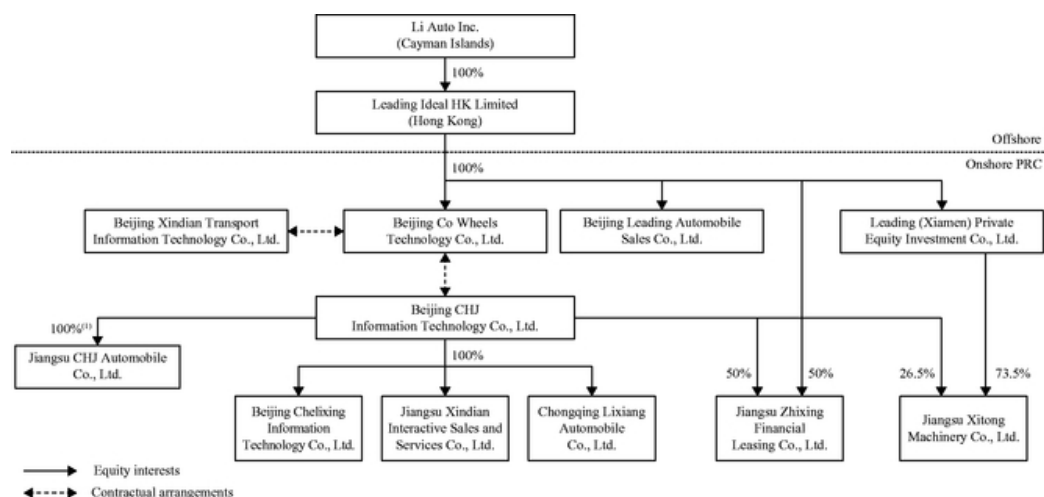 Li Auto Inc.
(Cayman Islands)
100%
Leading Ideal HK Limited
(Hong Kong)
Offshore
Onshore PRC
100%
Beijing Xindian Transport
Information Technology Co., Ltd.
Beijing Co Wheels
Technology Co., Ltd.
Beijing Leading Automobile
Sales Co., Ltd.
Leading (Xiamen) Private
Equity Investment Co., Ltd.
Beijing CHJ
Information Technology Co., Ltd.
100%(1)
Jiangsu CHJ Automobile
Co., Ltd.
100%
50%
50%
26.5%
73.5%
Beijing Chelixing
Information
Technology Co., Ltd.
Jiangsu Xindian
Interactive Sales and
Services Co., Ltd.
Chongqing Lixiang
Automobile
Co., Ltd.
Jiangsu Zhixing
Financial
Leasing Co., Ltd.
Jiangsu Xitong
Machinery Co., Ltd.
Equity interests
Contractual arrangements